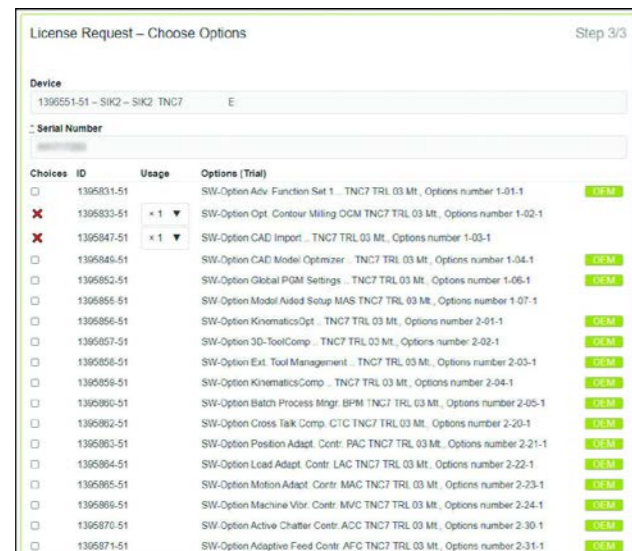 License Request – Choose Options Step 3/3
Device
1396551-51 – SIK2 – SIK2 TNC7 E
* Serial Number
Choices ID Usage Options (Trial)
1395831-51 SW-Option Adv. Function Set 1 .. TNC7 TRL 03 Mt., Options number 1-01-1 OEM
1395833-51 × 1 ▼ SW-Option Opt. Contour Milling OCM TNC7 TRL 03 Mt., Options number 1-02-1
1395847-51 × 1 ▼ SW-Option CAD Import .. TNC7 TRL 03 Mt., Options number 1-03-1
1395849-51 SW-Option CAD Model Optimizer .. TNC7 TRL 03 Mt., Options number 1-04-1 OEM
1395852-51 SW-Option Global PGM Settings .. TNC7 TRL 03 Mt., Options number 1-06-1 OEM
1395855-51 SW-Option Model Aided Setup MAS TNC7 TRL 03 Mt., Options number 1-07-1
1395856-51 SW-Option KinematicsOpt .. TNC7 TRL 03 Mt., Options number 2-01-1 OEM
1395857-51 SW-Option 3D-ToolComp .. TNC7 TRL 03 Mt., Options number 2-02-1 OEM
1395858-51 SW-Option Ext. Tool Management .. TNC7 TRL 03 Mt., Options number 2-03-1 OEM
1395859-51 SW-Option KinematicsComp .. TNC7 TRL 03 Mt., Options number 2-04-1 OEM
1395860-51 SW-Option Batch Process Mngr. BPM TNC7 TRL 03 Mt., Options number 2-05-1 OEM
1395862-51 SW-Option Cross Talk Comp. CTC TNC7 TRL 03 Mt., Options number 2-20-1 OEM
1395863-51 SW-Option Position Adapt. Contr. PAC TNC7 TRL 03 Mt., Options number 2-21-1 OEM
1395864-51 SW-Option Load Adapt. Contr. LAC TNC7 TRL 03 Mt., Options number 2-22-1 OEM
1395865-51 SW-Option Motion Adapt. Contr. MAC TNC7 TRL 03 Mt., Options number 2-23-1 OEM
1395869-51 SW-Option Machine Vibr. Contr. MVC TNC7 TRL 03 Mt., Options number 2-24-1 OEM
1395870-51 SW-Option Active Chatter Contr. ACC TNC7 TRL 03 Mt., Options number 2-30-1 OEM
1395871-51 SW-Option Adaptive Feed Contr. AFC TNC7 TRL 03 Mt., Options number 2-31-1 OEM